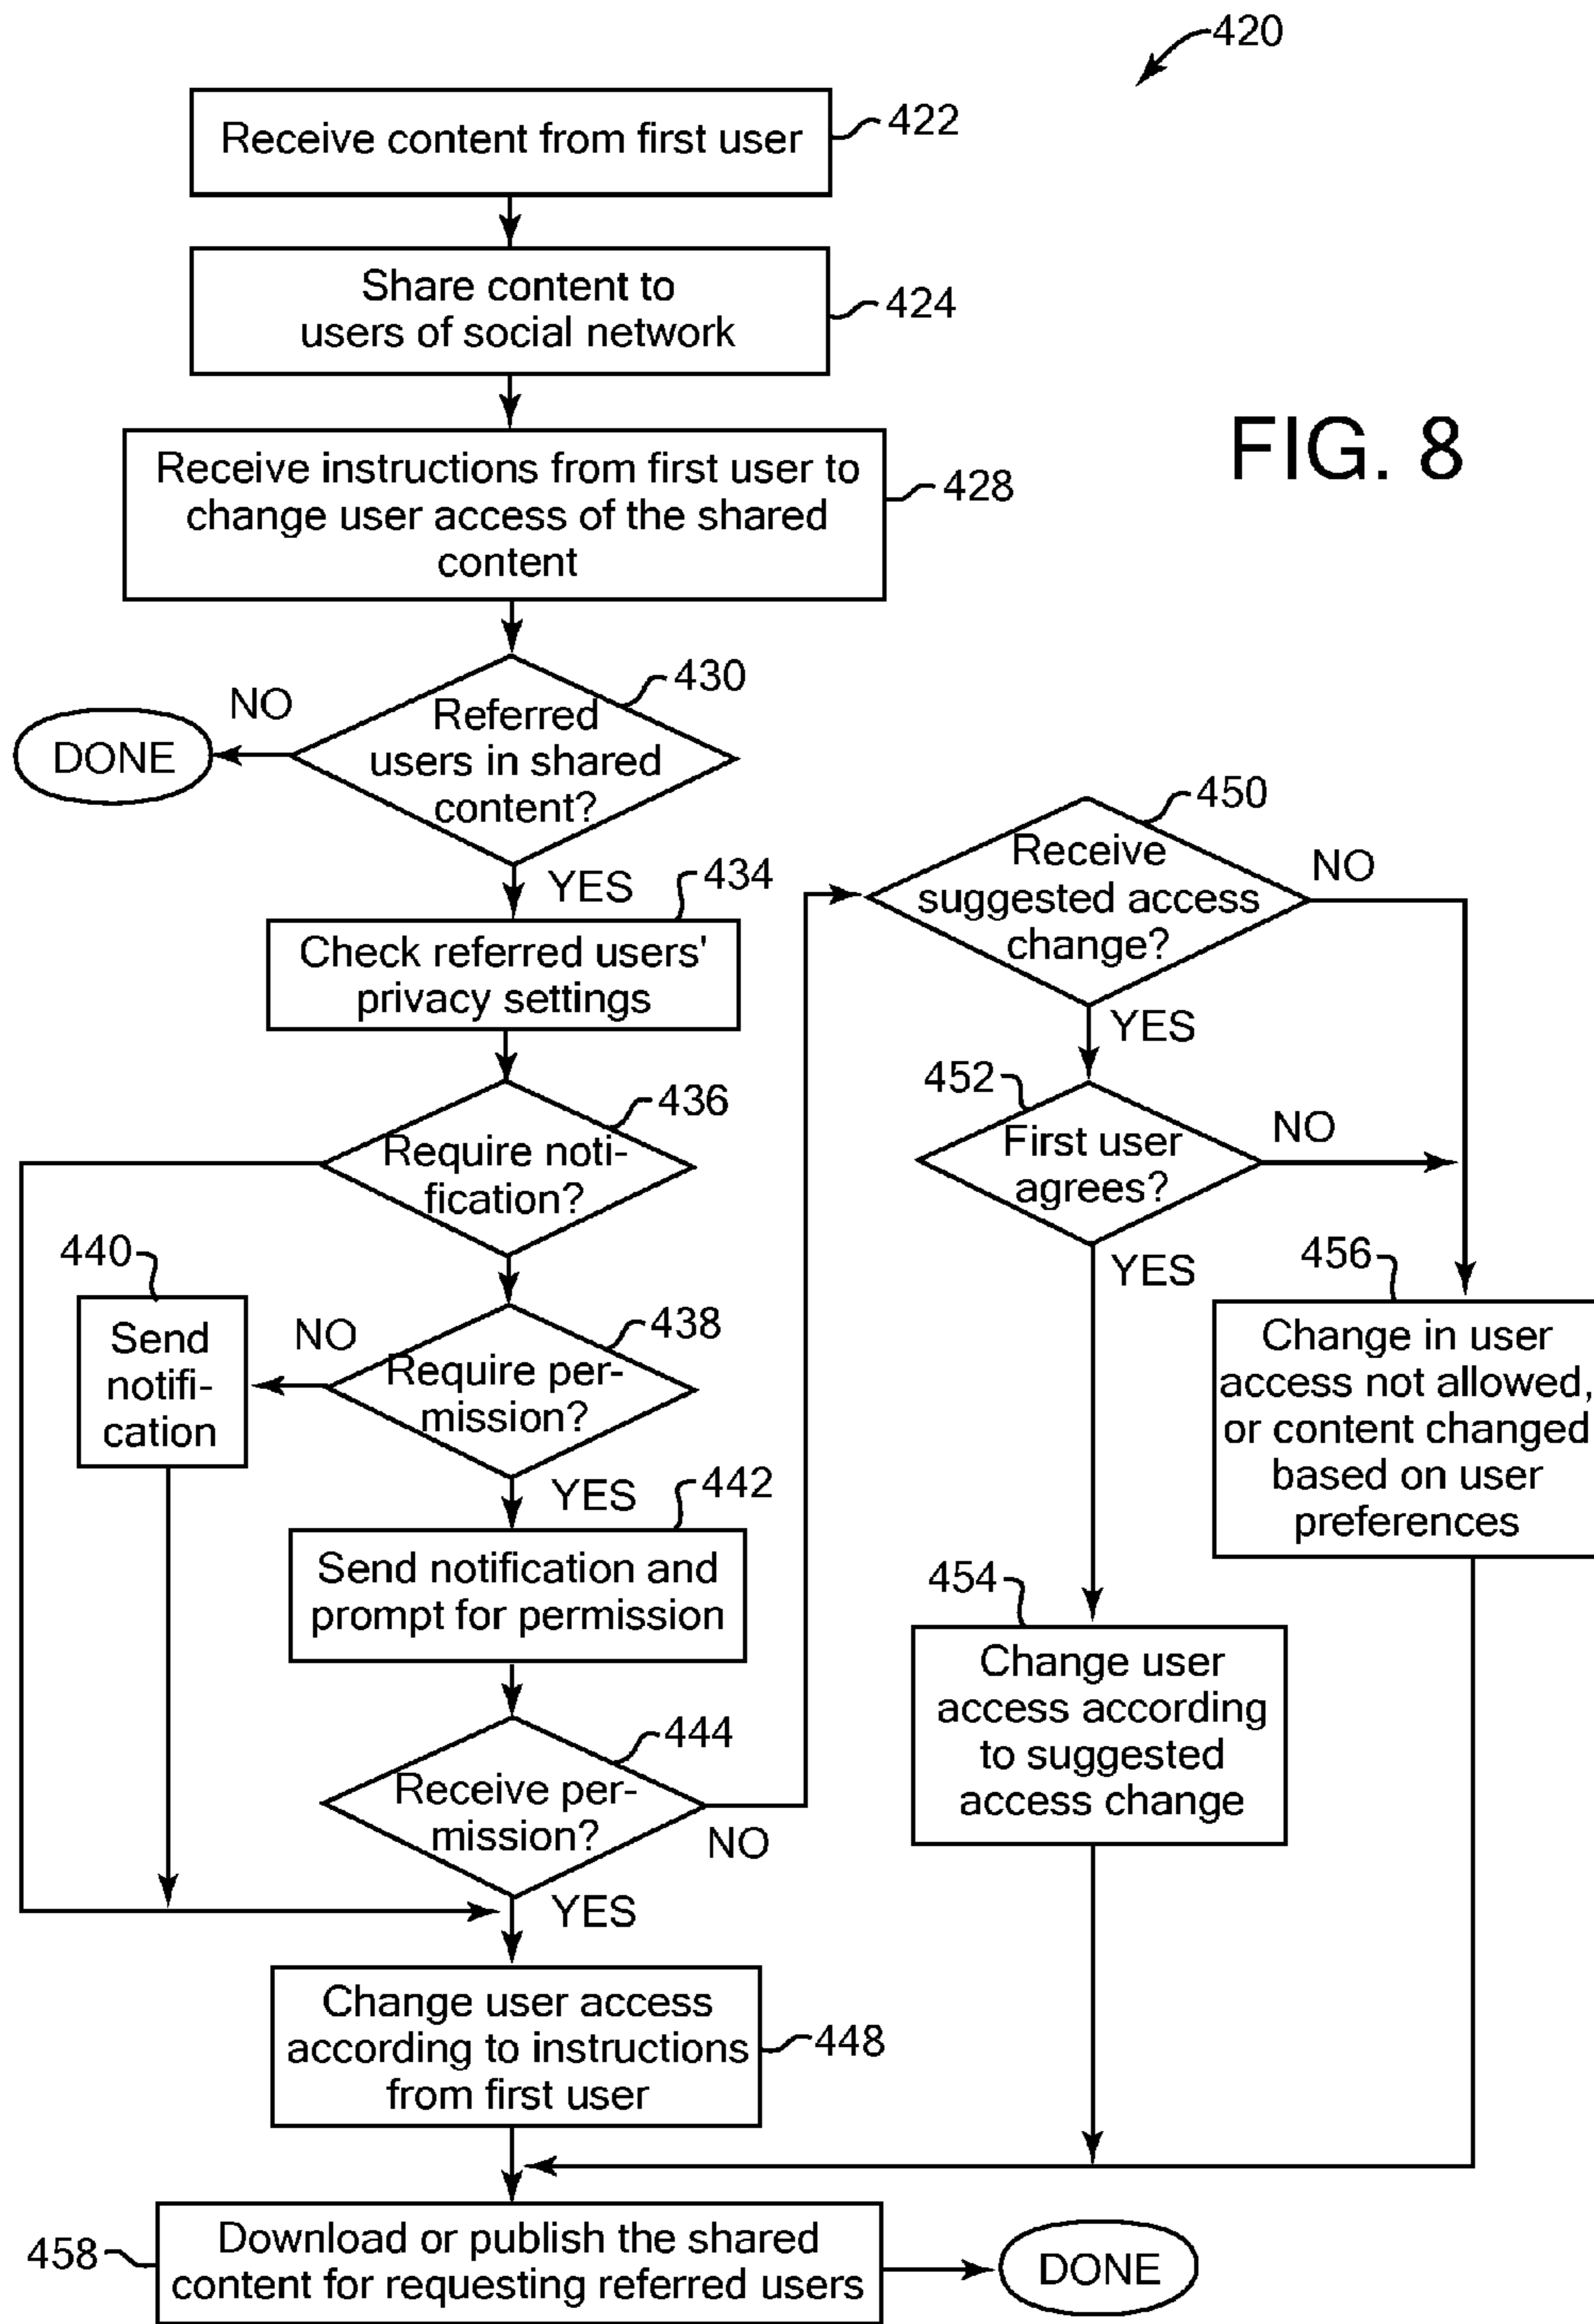 420
Receive content from first user
422
Share content to
users of social network
424
FIG. 8
Receive instructions from first user to
change user access of the shared
content
428
430
NO
Referred
users in shared
content?
DONE
YES
434
Check referred users'
privacy settings
436
Require noti-
fication?
440
Send
notifi-
cation
NO
438
Require per-
mission?
YES
442
Send notification and
prompt for permission
444
Receive per-
mission?
NO
YES
Change user access
according to instructions
from first user
448
450
Receive
suggested access
change?
NO
YES
452
First user
agrees?
NO
YES
456
Change in user
access not allowed,
or content changed
based on user
preferences
454
Change user
access according
to suggested
access change
458
Download or publish the shared
content for requesting referred users
DONE